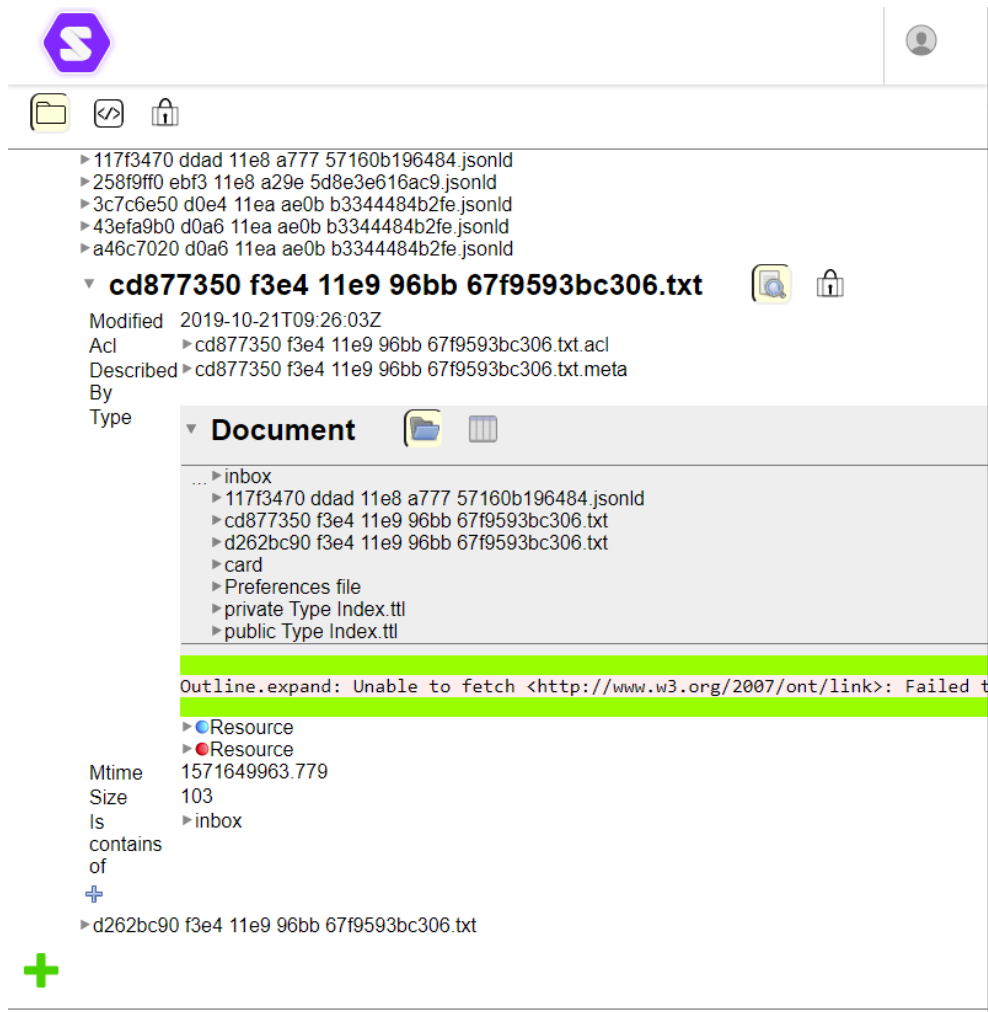 S
117f3470 ddad 11e8 a777 57160b196484.jsonld
258f9ff0 ebf3 11e8 a29e 5d8e3e616ac9.jsonld
3c7c6e50 d0e4 11ea ae0b b3344484b2fe.jsonld
43efa9b0 d0a6 11ea ae0b b3344484b2fe.jsonld
a46c7020 d0a6 11ea ae0b b3344484b2fe.jsonld
cd877350 f3e4 11e9 96bb 67f9593bc306.txt
Modified 2019-10-21T09:26:03Z
Acl cd877350 f3e4 11e9 96bb 67f9593bc306.txt.acl
Described cd877350 f3e4 11e9 96bb 67f9593bc306.txt.meta
By
Type
Document
... inbox
117f3470 ddad 11e8 a777 57160b196484.jsonld
cd877350 f3e4 11e9 96bb 67f9593bc306.txt
d262bc90 f3e4 11e9 96bb 67f9593bc306.txt
card
Preferences file
private Type Index.ttl
public Type Index.ttl
Outline.expand: Unable to fetch <http://www.w3.org/2007/ont/link>: Failed t
Resource
Resource
Mtime 1571649963.779
Size 103
Is inbox
contains
of
d262bc90 f3e4 11e9 96bb 67f9593bc306.txt